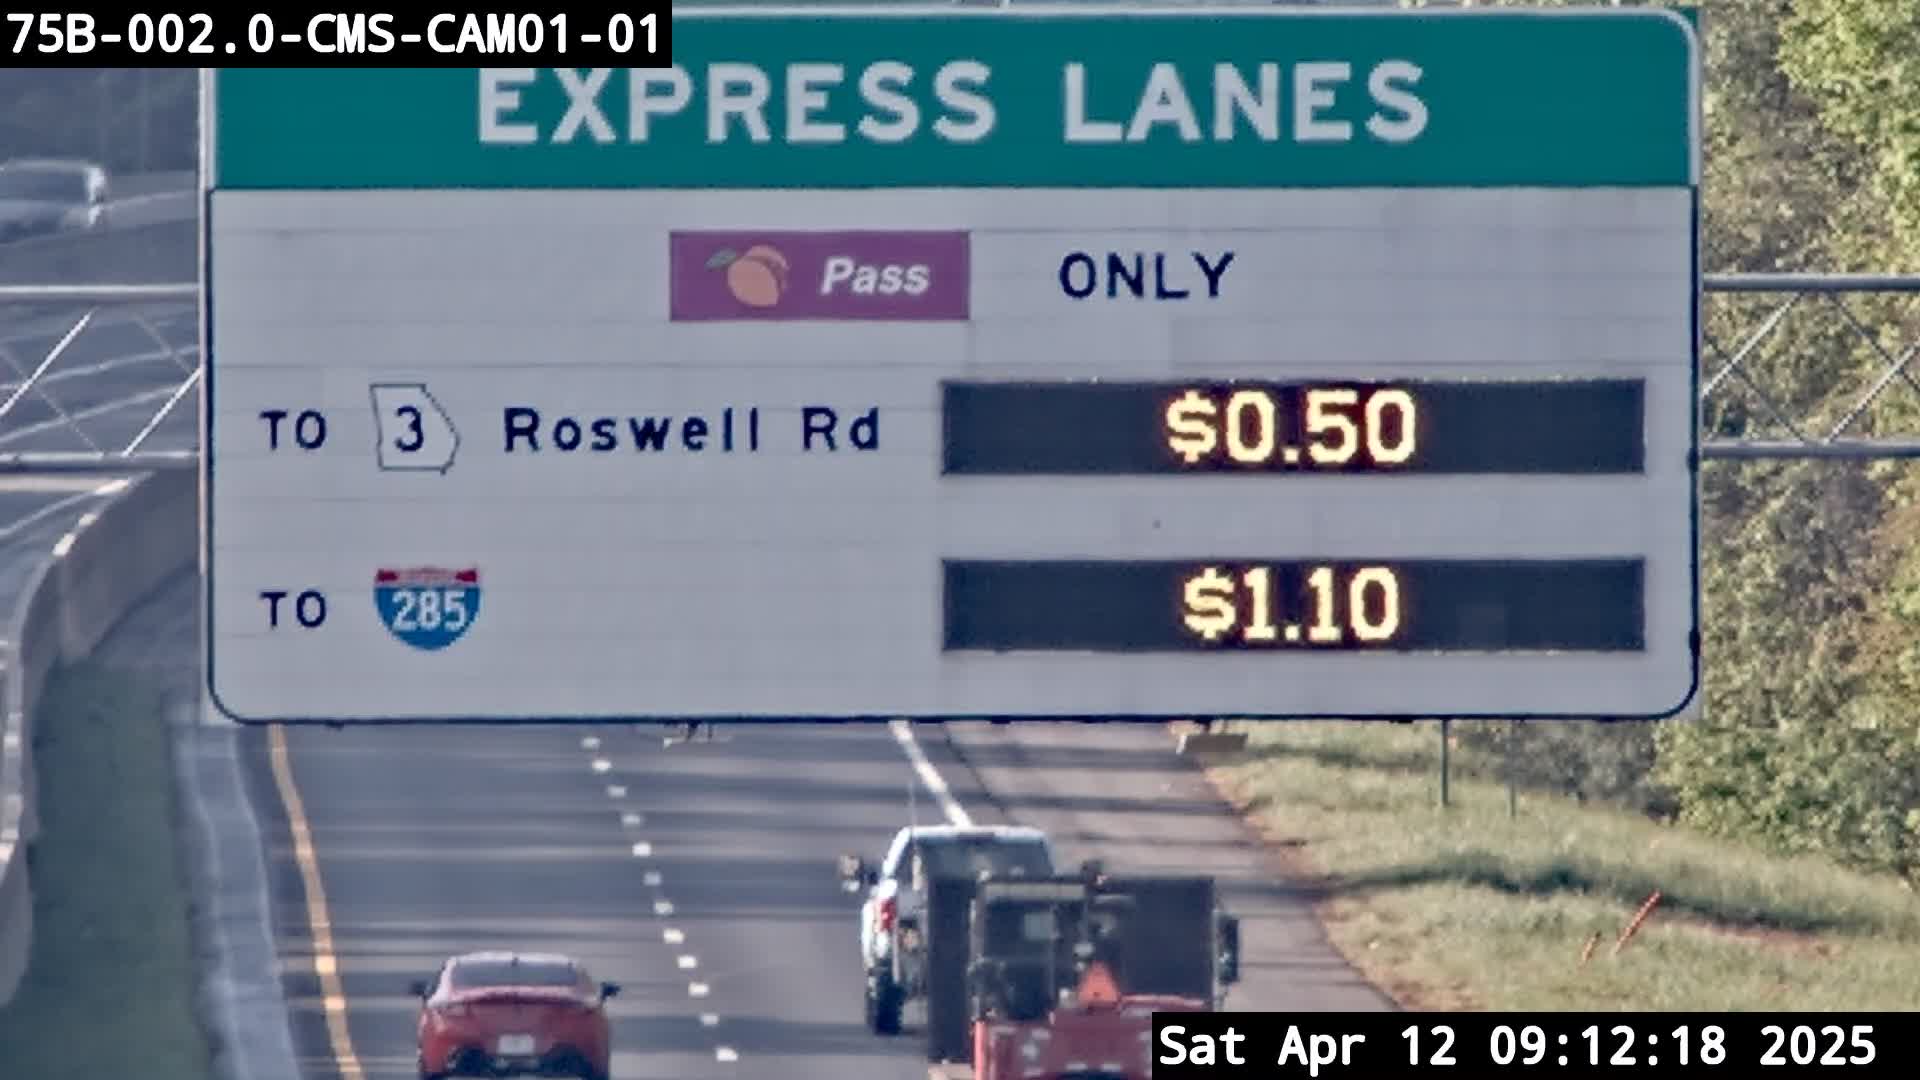 75B-002.0-CMS-CAM01-01
EXPRESS LANES
Pass ONLY
TO 3 Roswell Rd $0.50
TO 285 $1.10
Sat Apr 12 09:12:18 2025